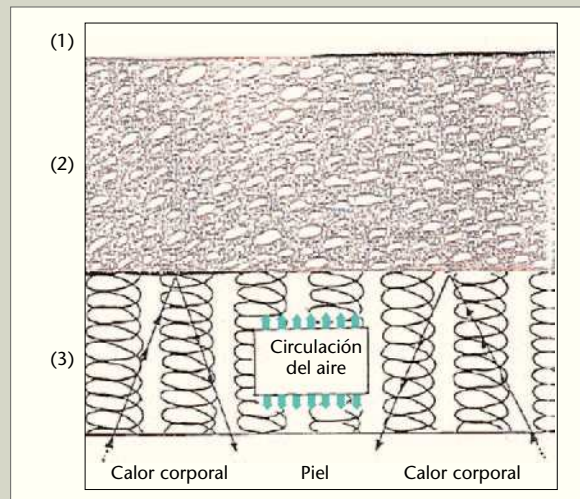 (1)
(2)
(3)
Circulación
del aire
Calor corporal Piel Calor corporal